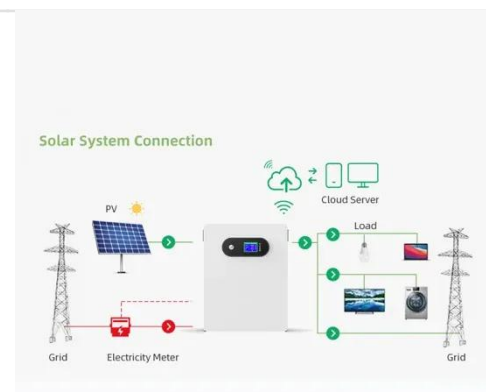 Solar System Connection
Cloud Server
PV
Load
Grid
Electricity Meter
Grid